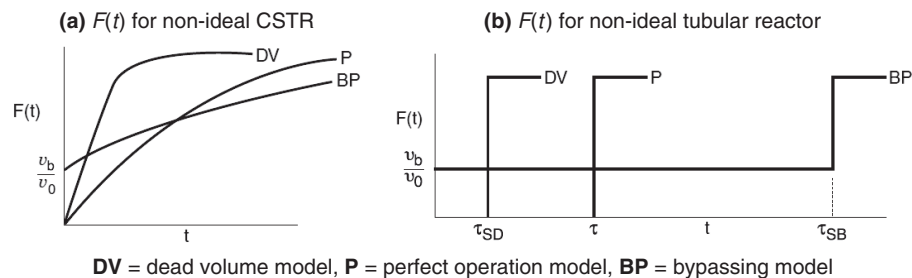 (a) F(t) for non-ideal CSTR
DV
P
BP
F(t)
υb
υ0
t
(b) F(t) for non-ideal tubular reactor
DV
P
BP
F(t)
υb
υ0
τSD
τ
t
τSB
DV = dead volume model, P = perfect operation model, BP = bypassing model